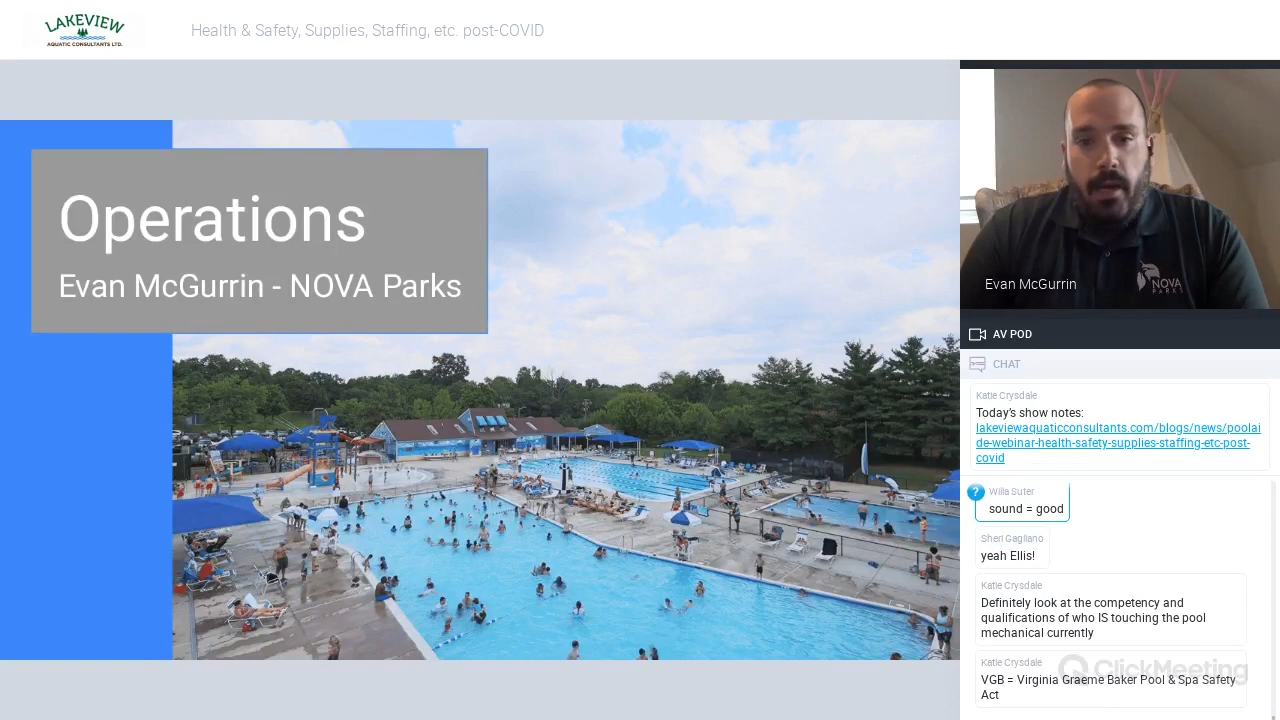 LAKEVIEW
AQUATIC CONSULTANTS LTD.
Health & Safety, Supplies, Staffing, etc. post-COVID
Operations
Evan McGurrin - NOVA Parks
NOVA
PARKS
Evan McGurrin
AV POD
CHAT
Katie Crysdale
Today's show notes:
lakeviewaquaticconsultants.com/blogs/news/poolai
de-webinar-health-safety-supplies-staffing-etc-post-
covid
?
Willa Suter
sound = good
Sheri Gagliano
yeah Ellis!
Katie Crysdale
Definitely look at the competency and
qualifications of who IS touching the pool
mechanical currently
Katie Crysdale
ClickMeeting
VGB = Virginia Graeme Baker Pool & Spa Safety
Act